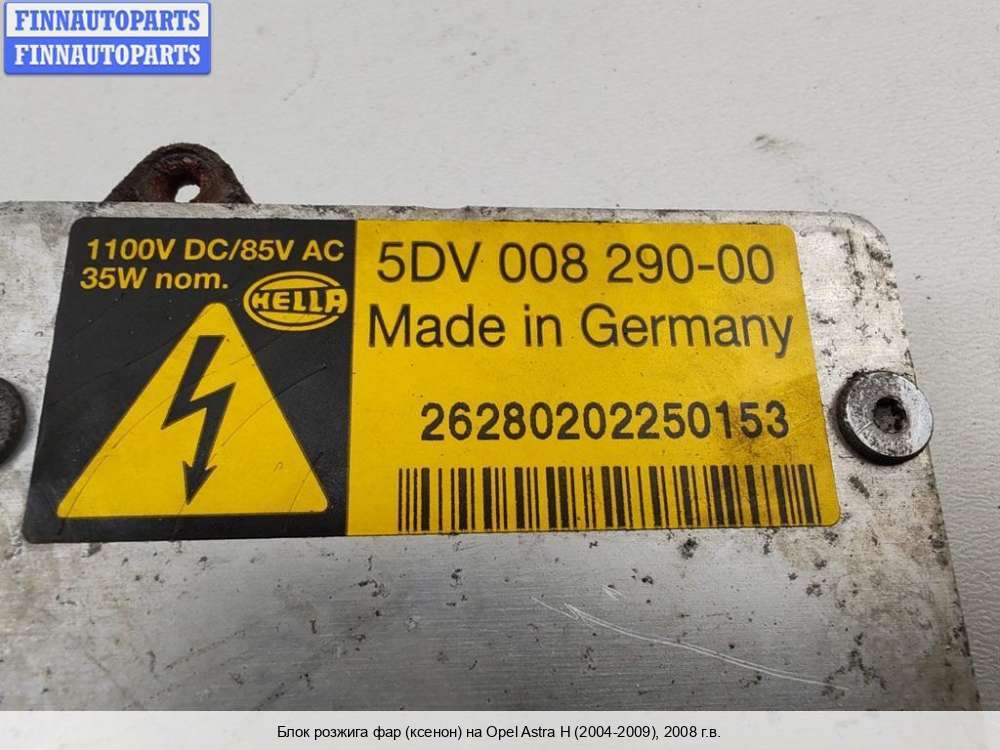 FINNAUTOPARTS
FINNAUTOPARTS
1100V DC/85V AC
35W nom.
HELLA
5DV 008 290-00
Made in Germany
26280202250153
Блок розжига фар (ксенон) на Opel Astra H (2004-2009), 2008 г.в.